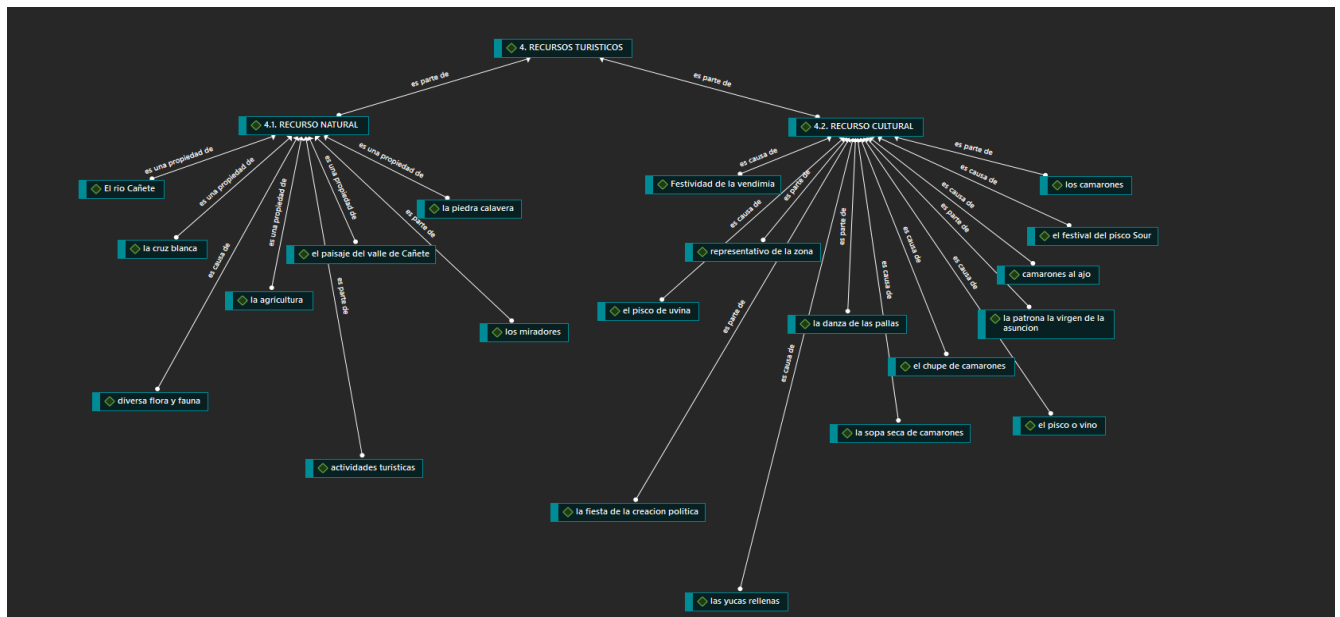 4. RECURSOS TURISTICOS
es parte de
es parte de
4.1. RECURSO NATURAL
4.2. RECURSO CULTURAL
es una propiedad de
es una propiedad de
es una propiedad de
es una propiedad de
es una propiedad de
es causa de
es parte de
es parte de
El rio Cañete
la piedra calavera
la cruz blanca
el paisaje del valle de Cañete
la agricultura
los miradores
diversa flora y fauna
actividades turísticas
es causa de
es parte de
es causa de
es parte de
es causa de
es parte de
es causa de
es causa de
es parte de
es causa de
es causa de
es parte de
Festividad de la vendimia
los camarones
representativo de la zona
el festival del pisco Sour
camarones al ajo
el pisco de uvina
la danza de las pallas
la patrona la virgen de la
asuncion
el chupe de camarones
la sopa seca de camarones
el pisco o vino
la fiesta de la creacion politica
las yucas rellenas